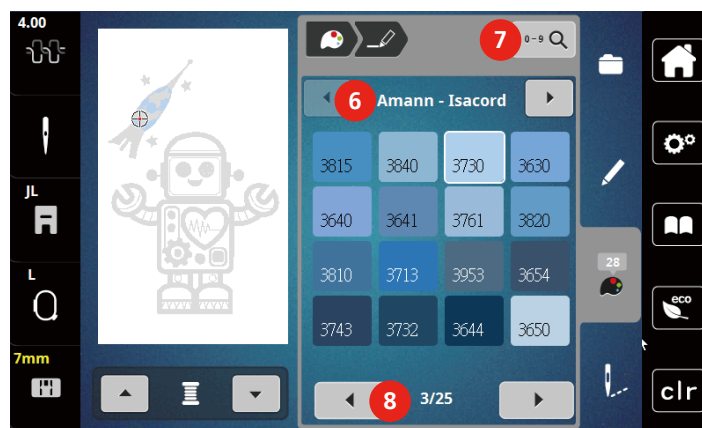 4.00
7
0-9
6
Amann - Isacord
3815 3840 3730 3630
JL
3640 3641 3761 3820
28
3810 3713 3953 3654
L
eco
3743 3732 3644 3650
7mm
8
3/25
clr